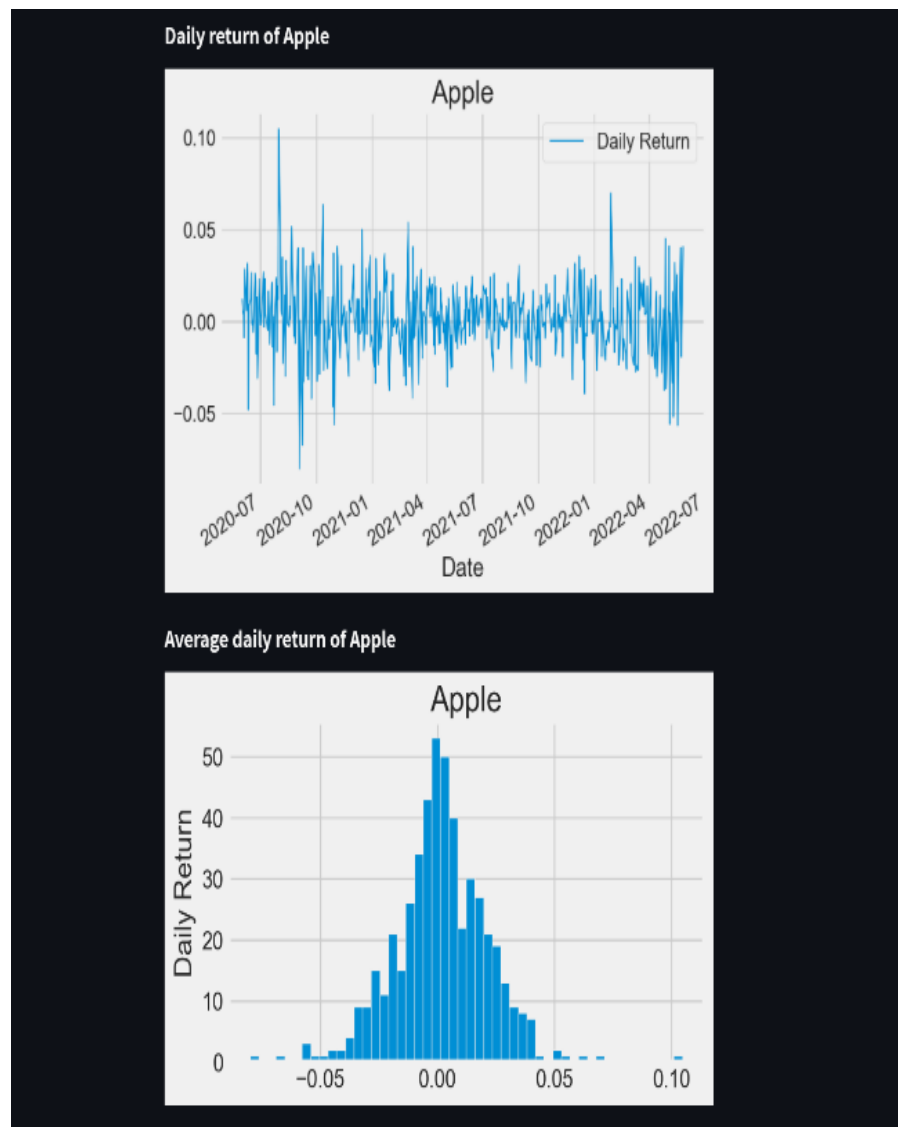 Daily return of Apple
Apple
Daily Return
0.10
0.05
0.00
−0.05
2020-07 2020-10 2021-01 2021-04 2021-07 2021-10 2022-01 2022-04 2022-07
Date
Average daily return of Apple
Apple
Daily Return
50
40
30
20
10
0
−0.05 0.00 0.05 0.10